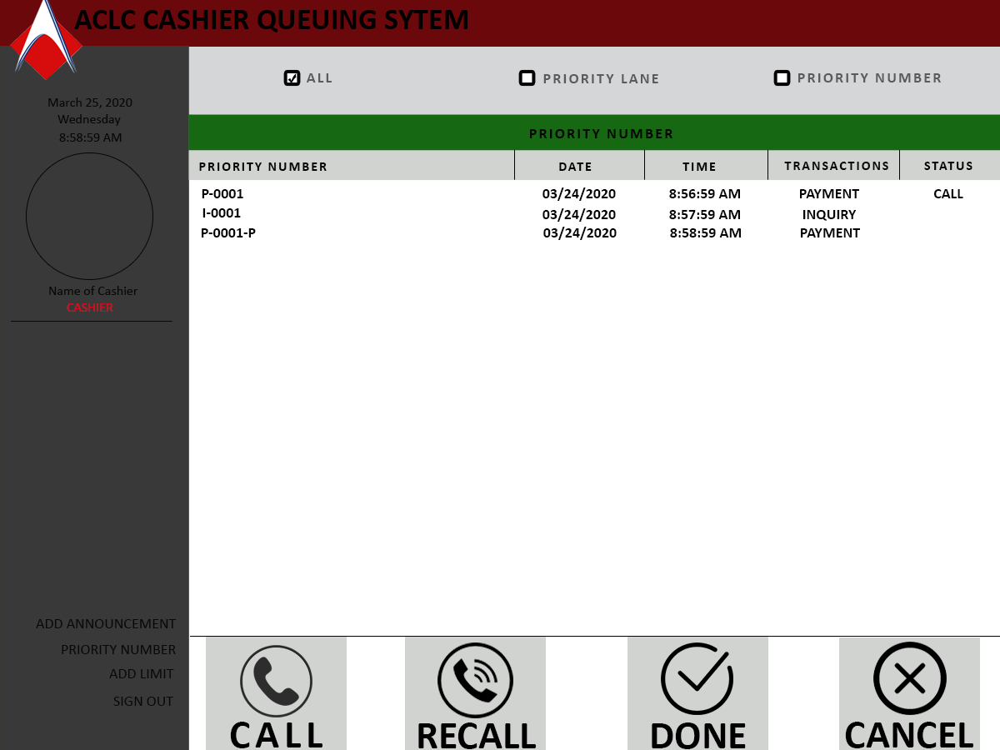 ACLC CASHIER QUEUING SYTEM
March 25, 2020
Wednesday
8:58:59 AM
Name of Cashier
CASHIER
ADD ANNOUNCEMENT
PRIORITY NUMBER
ADD LIMIT
SIGN OUT
ALL PRIORITY LANE PRIORITY NUMBER
PRIORITY NUMBER
PRIORITY NUMBER DATE TIME TRANSACTIONS STATUS
P-0001 03/24/2020 8:56:59 AM PAYMENT CALL
I-0001 03/24/2020 8:57:59 AM INQUIRY
P-0001-P 03/24/2020 8:58:59 AM PAYMENT
CALL RECALL DONE CANCEL